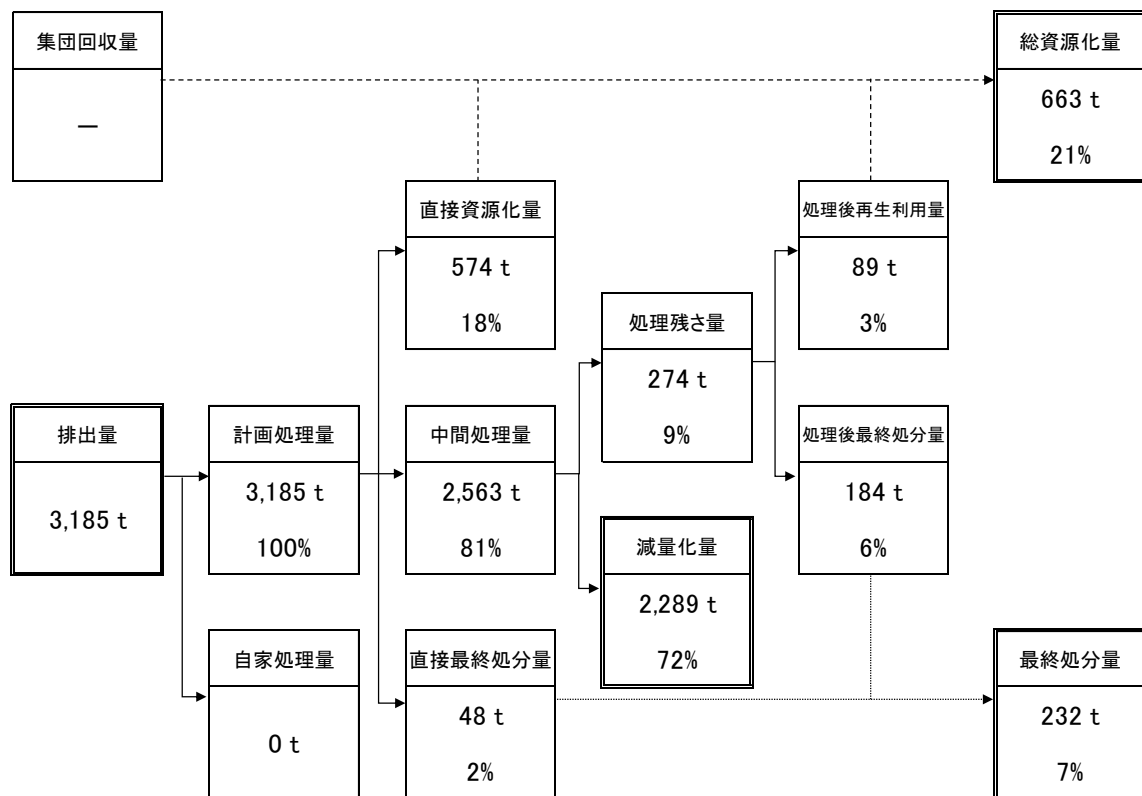 集団回収量
―
総資源化量
663 t
21%
直接資源化量
574 t
18%
処理後再生利用量
89 t
3%
処理残さ量
274 t
9%
排出量
3,185 t
計画処理量
3,185 t
100%
中間処理量
2,563 t
81%
処理後最終処分量
184 t
6%
減量化量
2,289 t
72%
自家処理量
0 t
直接最終処分量
48 t
2%
最終処分量
232 t
7%